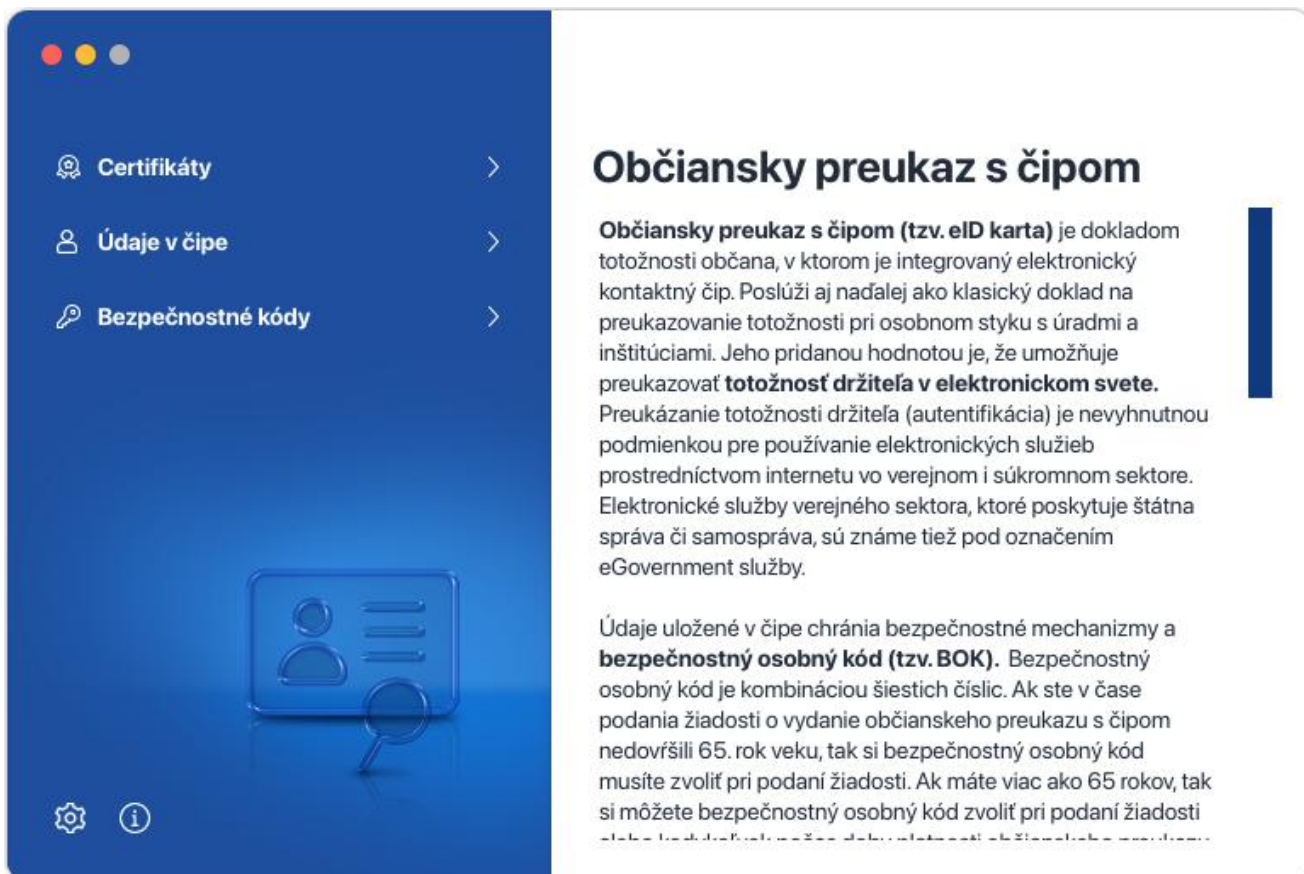 Certifikáty
Údaje v čipe
Bezpečnostné kódy
Občiansky preukaz s čipom
Občiansky preukaz s čipom (tzv. eID karta) je dokladom
totožnosti občana, v ktorom je integrovaný elektronický
kontaktný čip. Poslúži aj naďalej ako klasický doklad na
preukazovanie totožnosti pri osobnom styku s úradmi a
inštitúciami. Jeho pridanou hodnotou je, že umožňuje
preukazovať totožnosť držiteľa v elektronickom svete.
Preukázanie totožnosti držiteľa (autentifikácia) je nevyhnutnou
podmienkou pre používanie elektronických služieb
prostredníctvom internetu vo verejnom i súkromnom sektore.
Elektronické služby verejného sektora, ktoré poskytuje štátna
správa či samospráva, sú známe tiež pod označením
eGovernment služby.
Údaje uložené v čipe chránia bezpečnostné mechanizmy a
bezpečnostný osobný kód (tzv. BOK). Bezpečnostný
osobný kód je kombináciou šiestich číslic. Ak ste v čase
podania žiadosti o vydanie občianskeho preukazu s čipom
nedovŕšili 65. rok veku, tak si bezpečnostný osobný kód
musíte zvoliť pri podaní žiadosti. Ak máte viac ako 65 rokov, tak
si môžete bezpečnostný osobný kód zvoliť pri podaní žiadosti